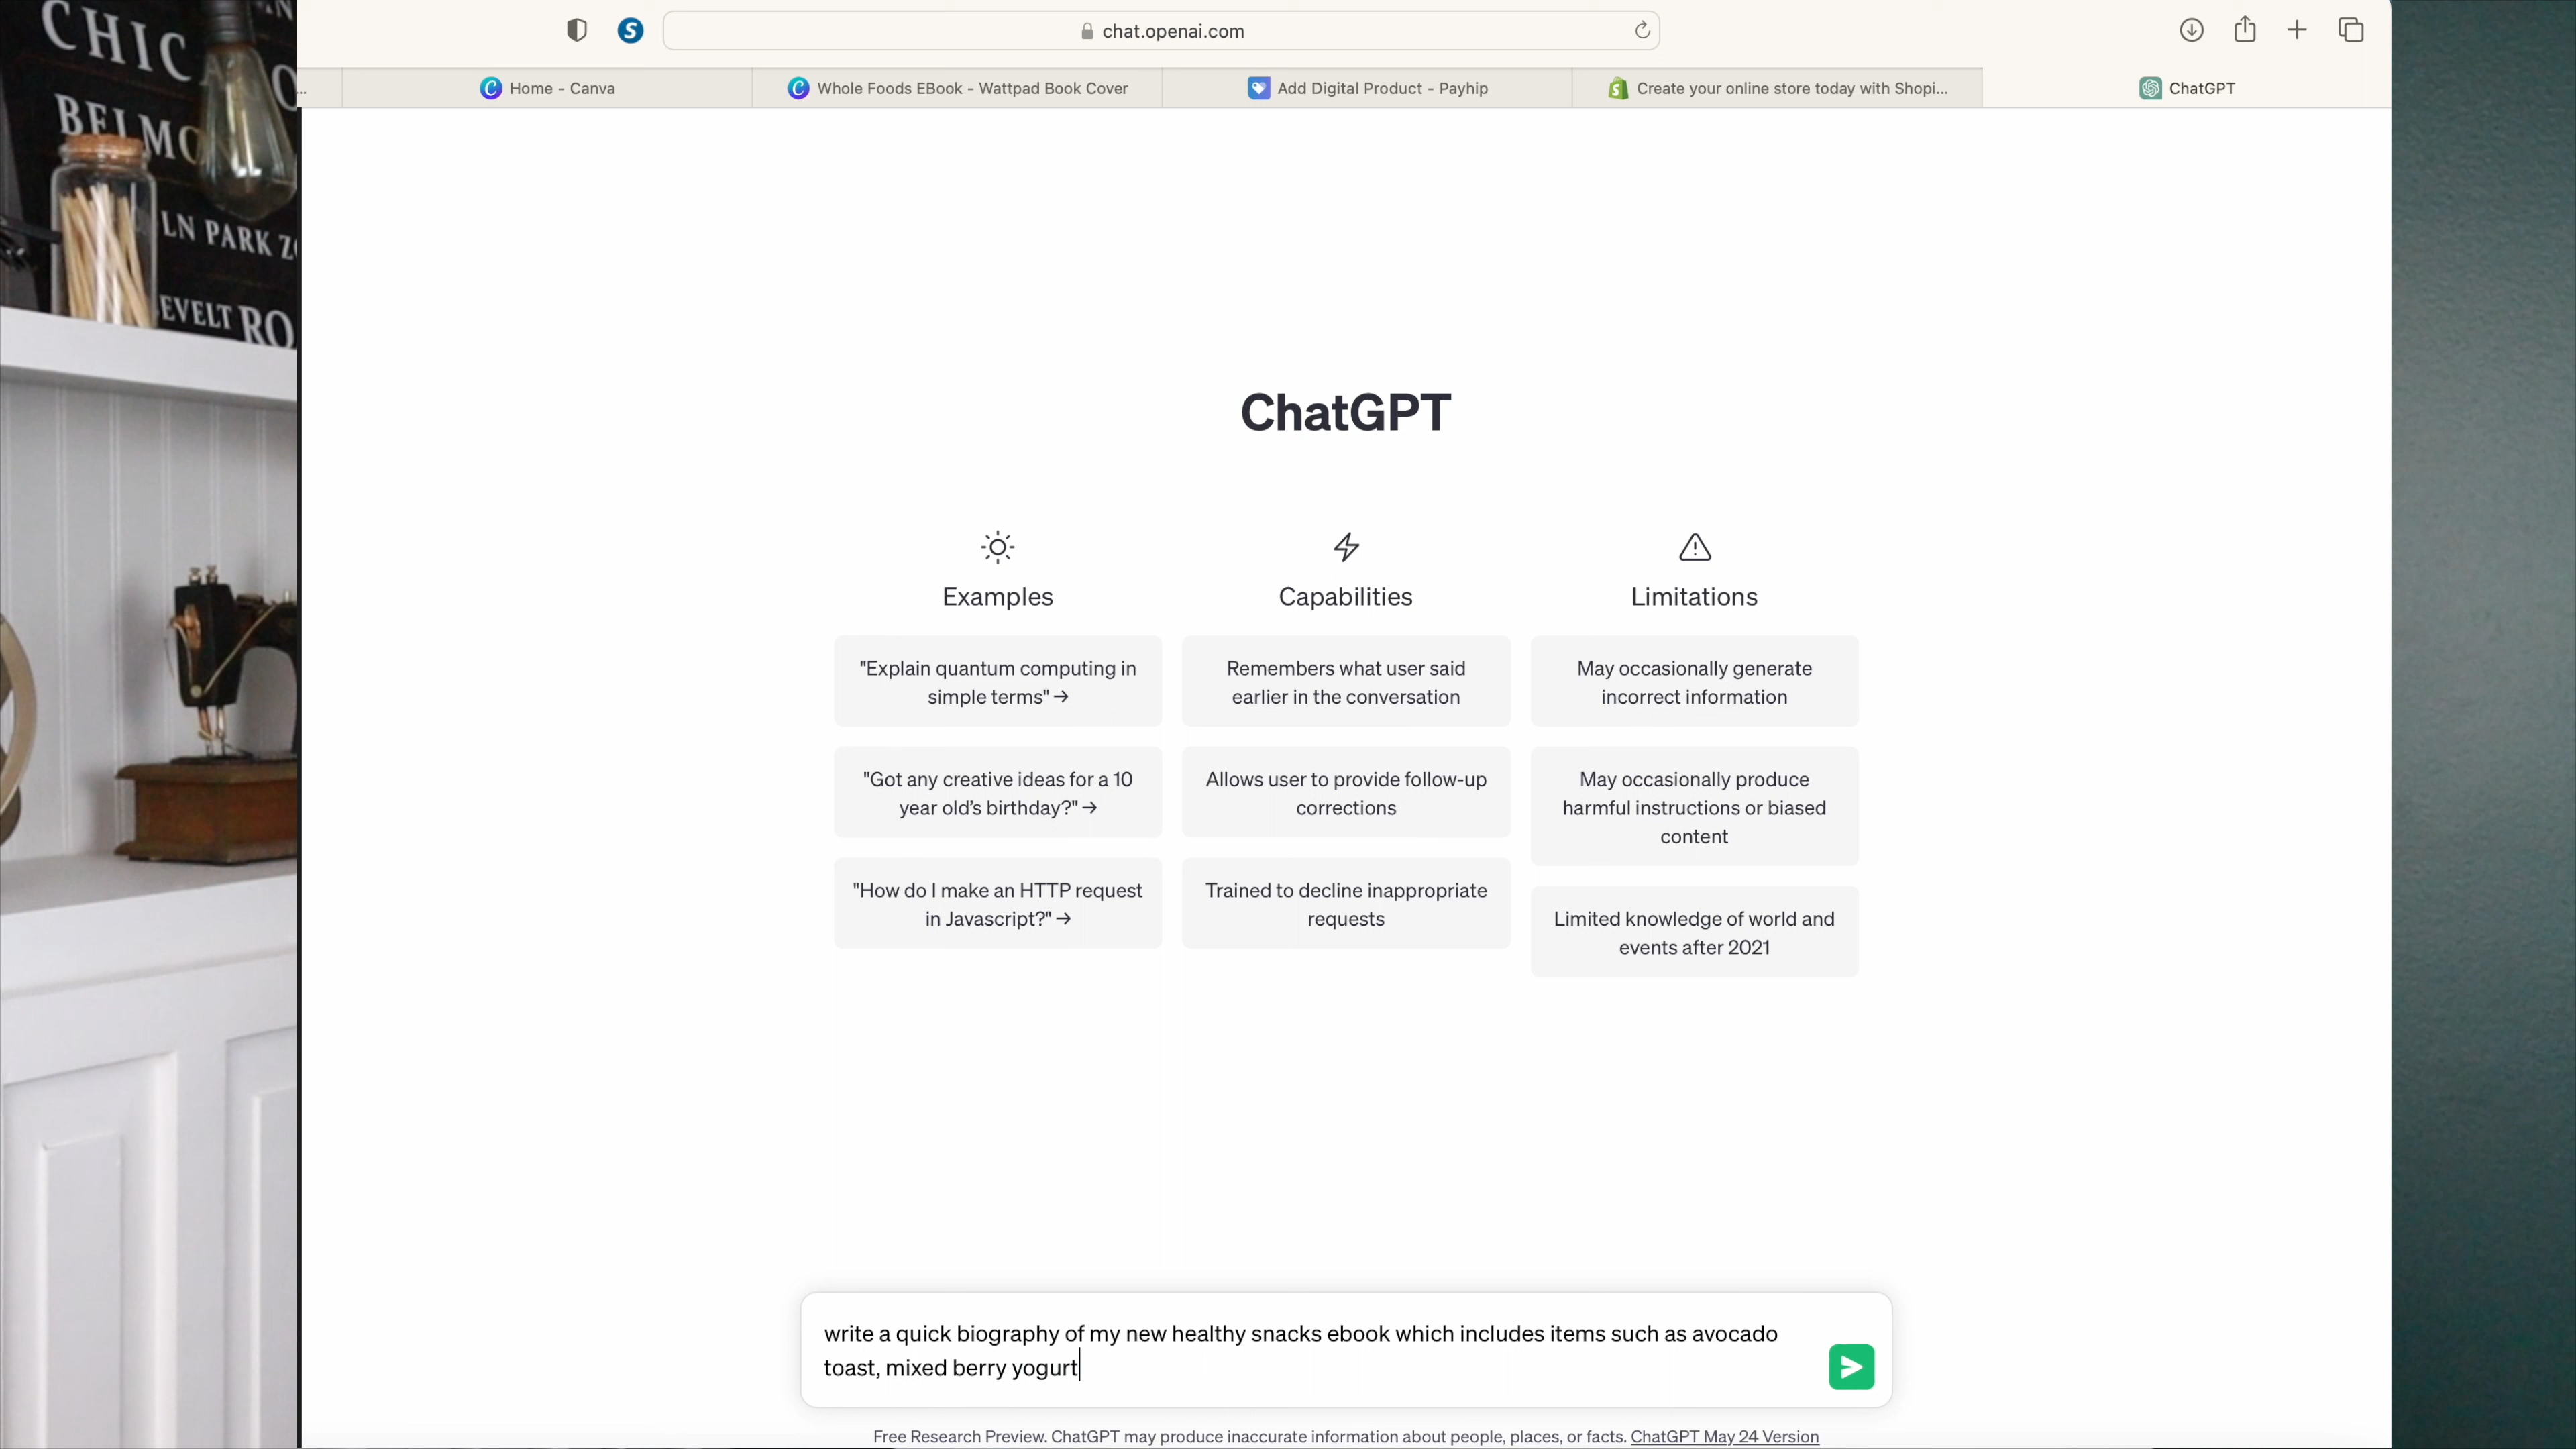 CHIC
BELMO
LN PARK Z
EVELT RO
chat.openai.com
...
Home - Canva
Whole Foods EBook - Wattpad Book Cover
Add Digital Product - Payhip
Create your online store today with Shopi...
ChatGPT
ChatGPT
Examples
Capabilities
Limitations
"Explain quantum computing in
simple terms" →
Remembers what user said
earlier in the conversation
May occasionally generate
incorrect information
"Got any creative ideas for a 10
year old's birthday?" →
Allows user to provide follow-up
corrections
May occasionally produce
harmful instructions or biased
content
"How do I make an HTTP request
in Javascript?" →
Trained to decline inappropriate
requests
Limited knowledge of world and
events after 2021
write a quick biography of my new healthy snacks ebook which includes items such as avocado
toast, mixed berry yogurt
Free Research Preview. ChatGPT may produce inaccurate information about people, places, or facts. ChatGPT May 24 Version